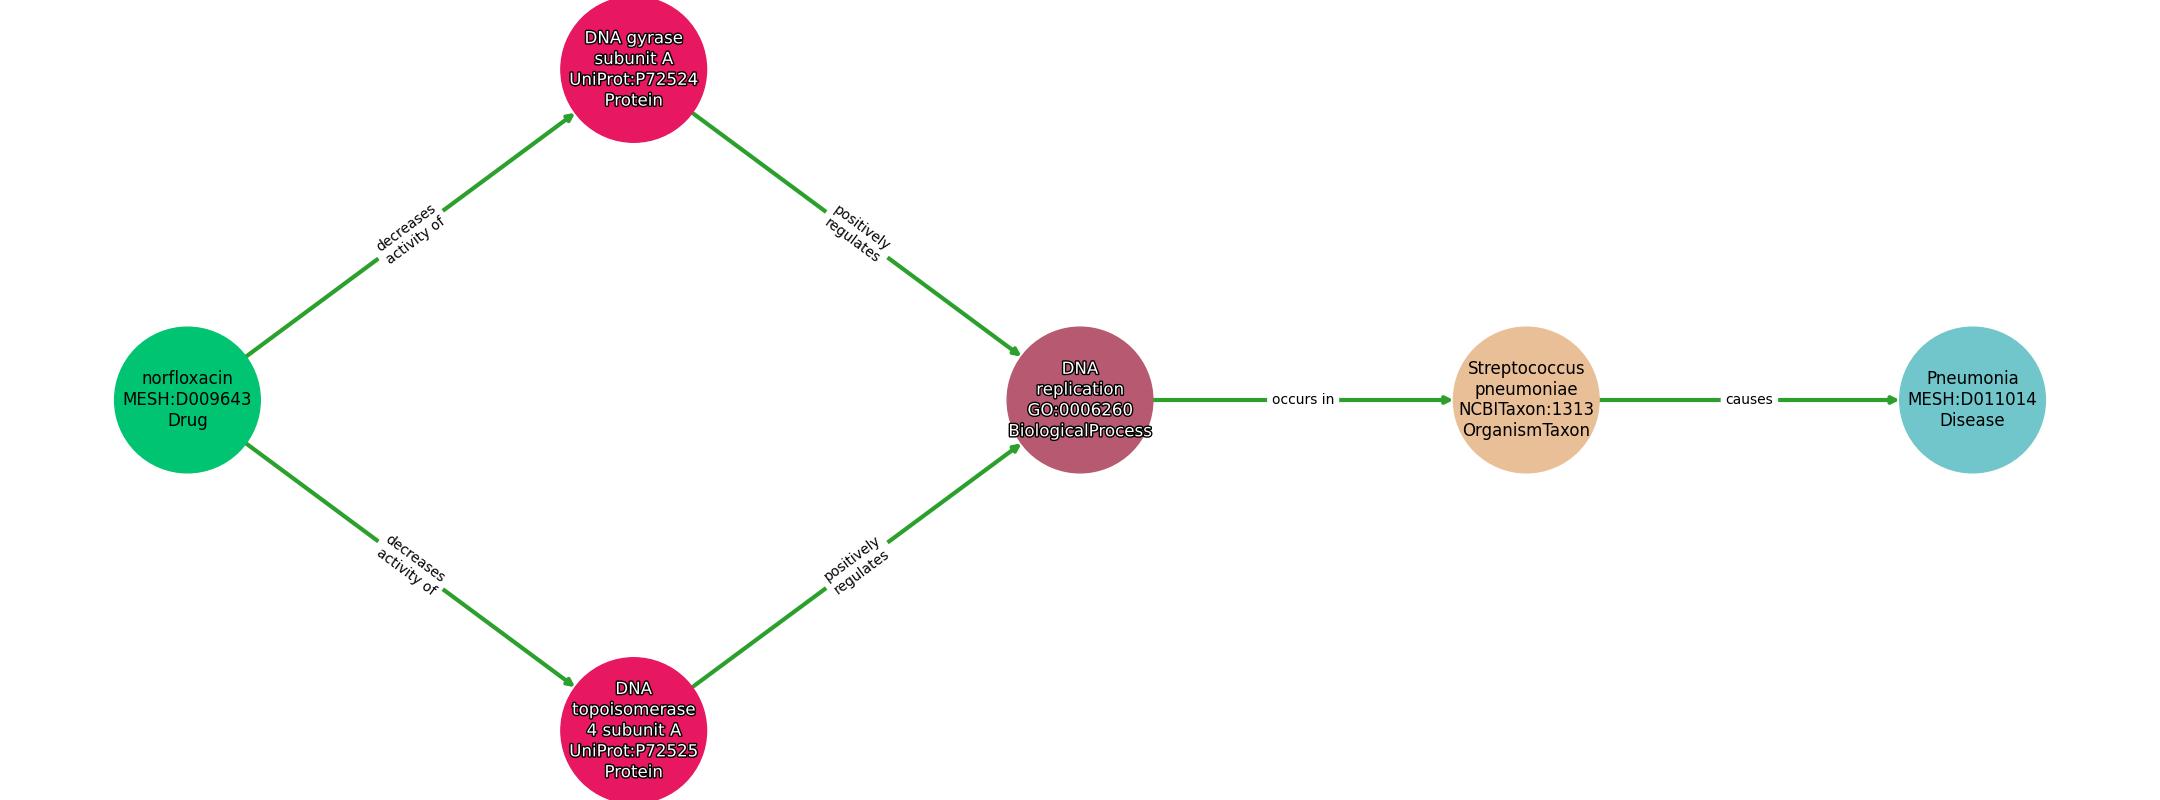 DNA gyrase
subunit A
UniProt:P72524
Protein
decreases
activity of
positively
regulates
norfloxacin
MESH:D009643
Drug
DNA
replication
GO:0006260
BiologicalProcess
occurs in
Streptococcus
pneumoniae
NCBITaxon:1313
OrganismTaxon
causes
Pneumonia
MESH:D011014
Disease
decreases
activity of
positively
regulates
DNA
topoisomerase
4 subunit A
UniProt:P72525
Protein